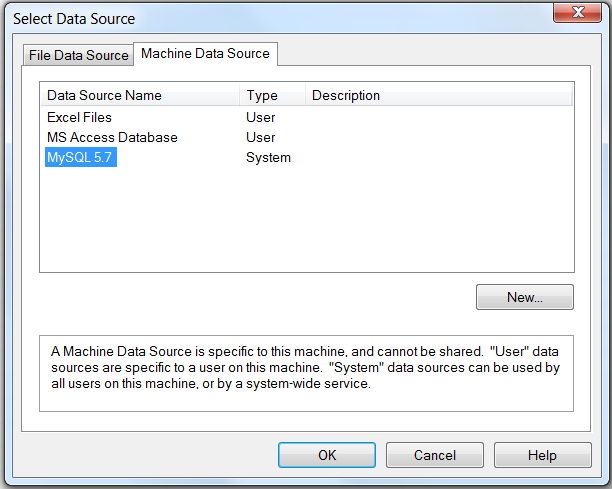 Select Data Source
File Data Source Machine Data Source
Data Source Name Type Description
Excel Files User
MS Access Database User
MySQL 5.7 System
New...
A Machine Data Source is specific to this machine, and cannot be shared. "User" data
sources are specific to a user on this machine. "System" data sources can be used by
all users on this machine, or by a system-wide service.
OK Cancel Help